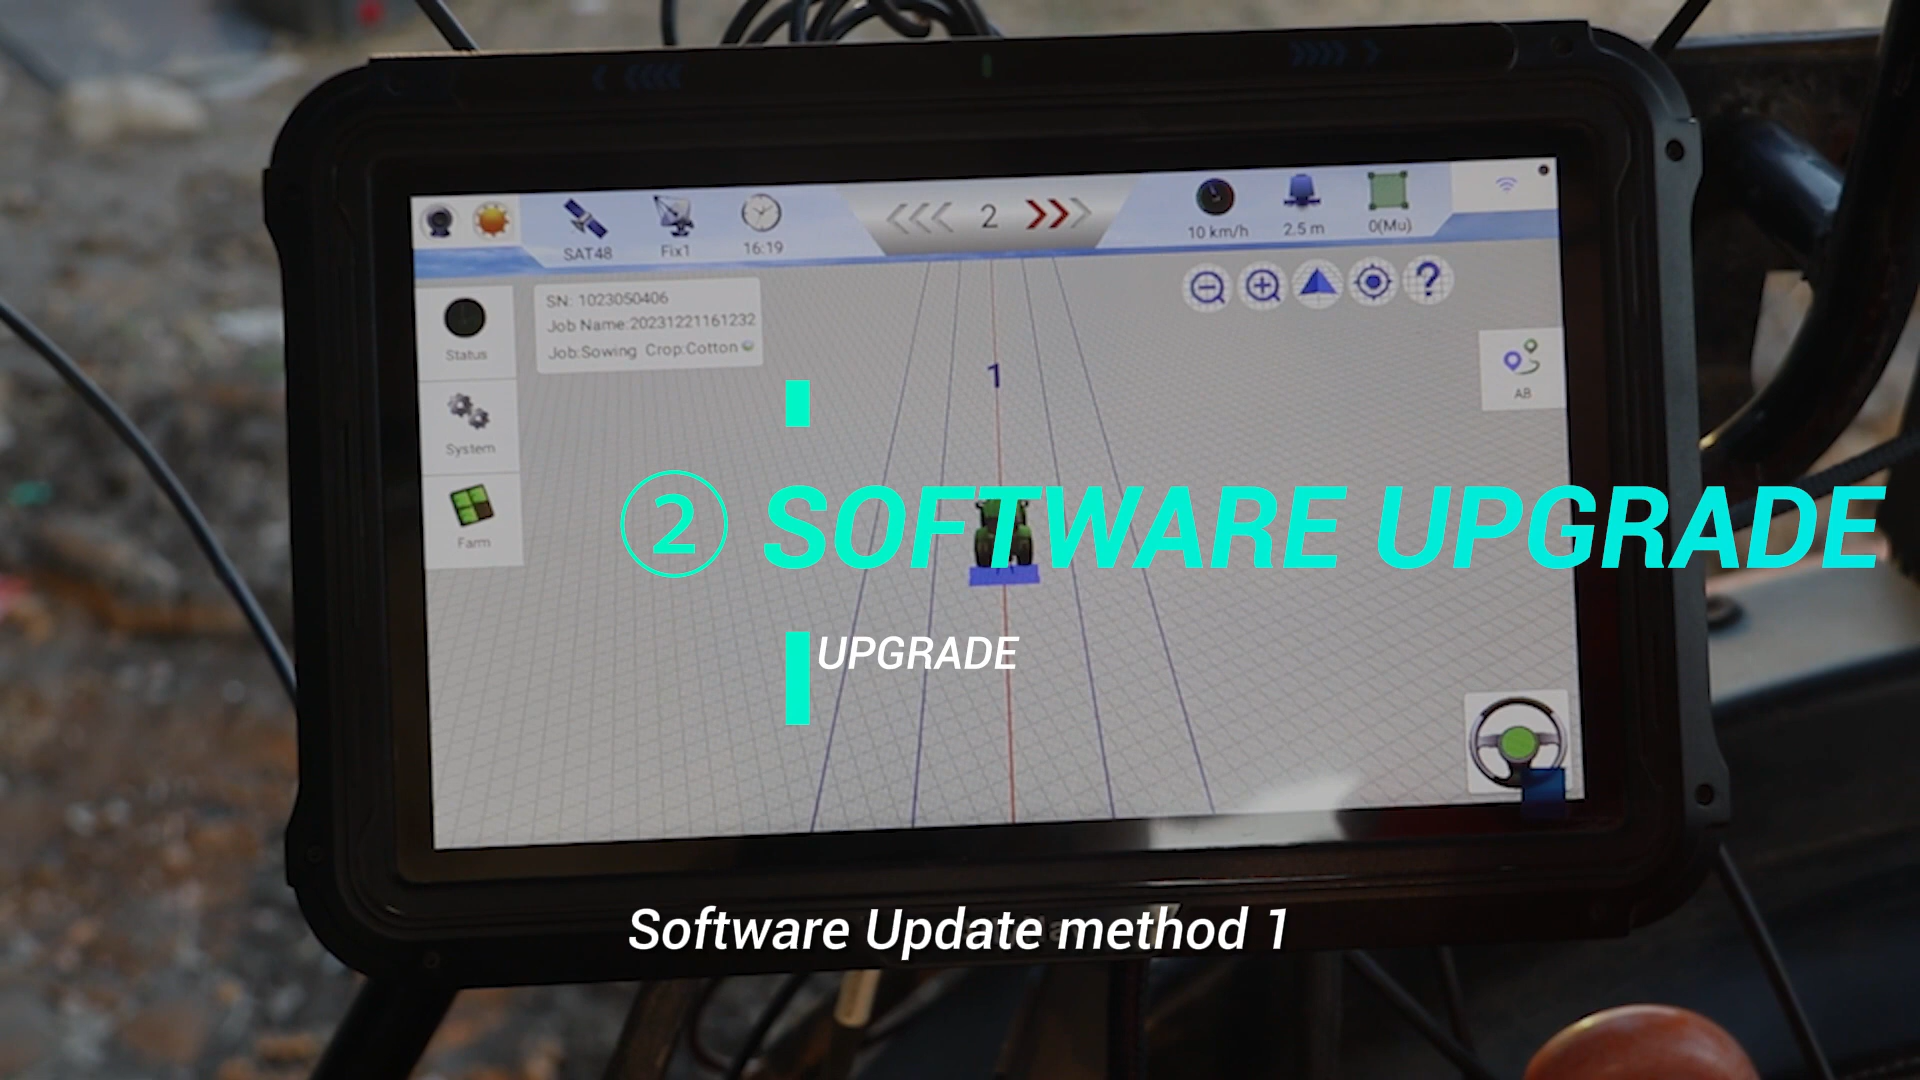 SAT48
Fix1
16:19
2
10 km/h
2.5 m
0(Mu)
SN: 1023050406
Job Name:20231221161232
Job:Sowing Crop:Cotton
Status
System
Farm
1
AB
② SOFTWARE UPGRADE
UPGRADE
Software Update method 1